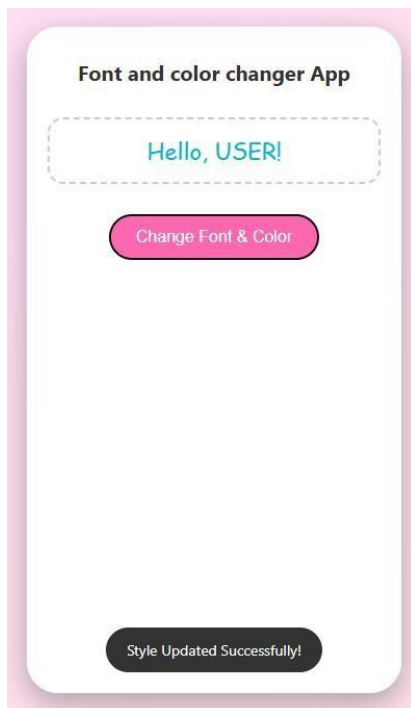 Font and color changer App
Hello, USER!
Change Font & Color
Style Updated Successfully!